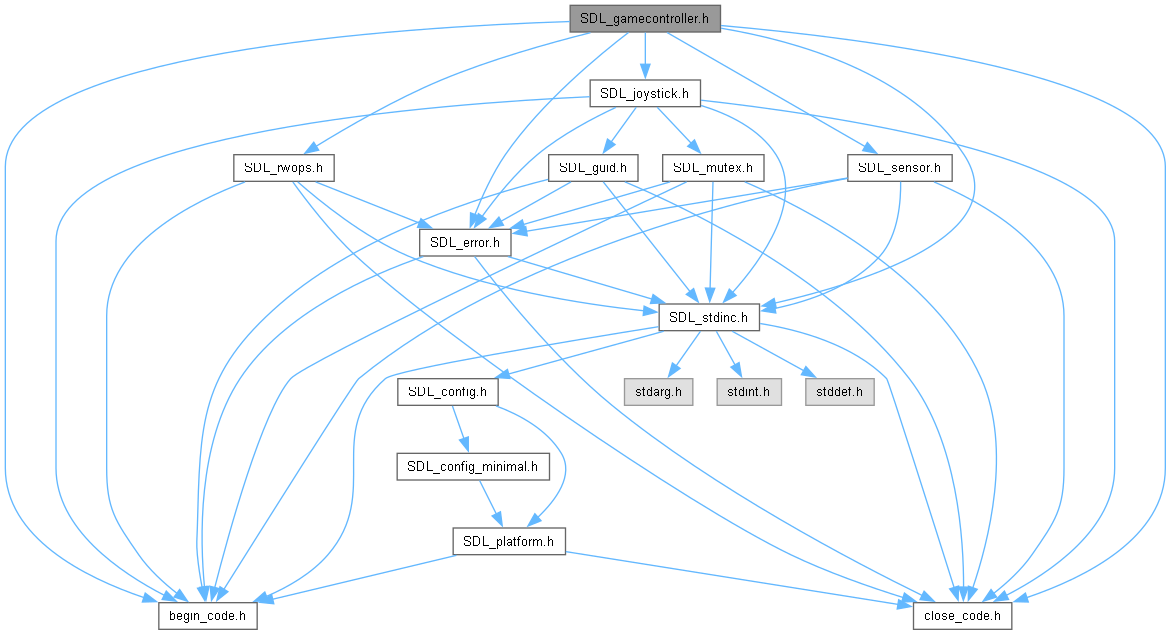 SDL_gamecontroller.h
SDL_joystick.h
SDL_rwops.h
SDL_guid.h
SDL_mutex.h
SDL_sensor.h
SDL_error.h
SDL_stdinc.h
SDL_config.h
stdarg.h
stdint.h
stddef.h
SDL_config_minimal.h
SDL_platform.h
begin_code.h
close_code.h